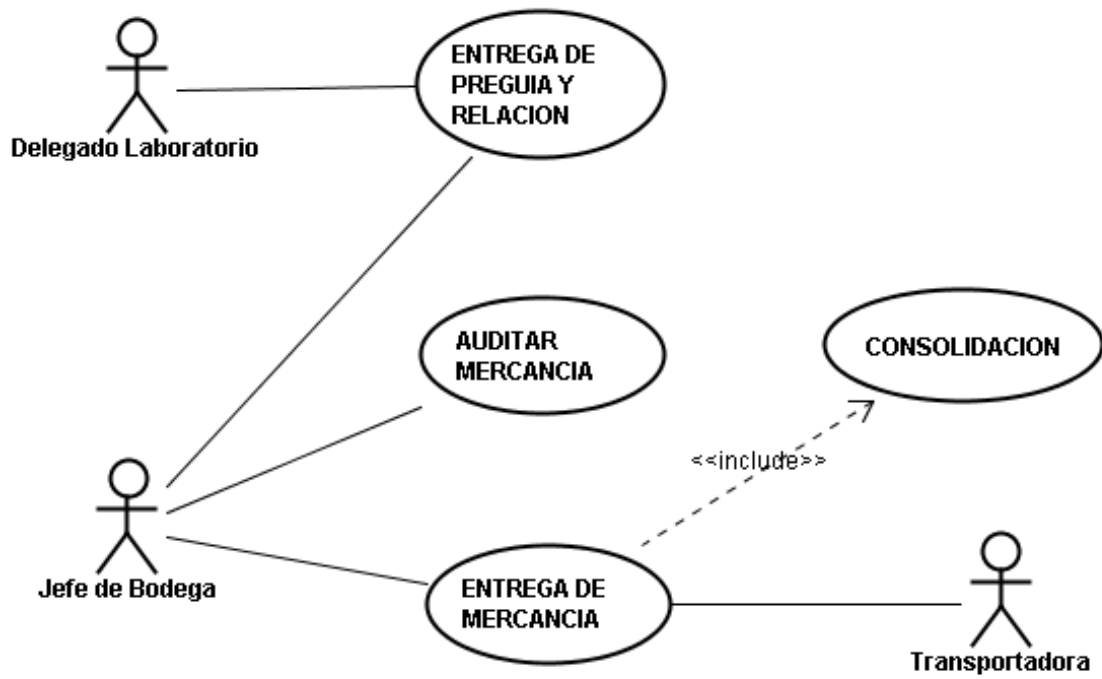 ENTREGA DE
PREGUIA Y
RELACION
Delegado Laboratorio
AUDITAR
MERCANCIA
CONSOLIDACION
<<include>>
Jefe de Bodega
ENTREGA DE
MERCANCIA
Transportadora